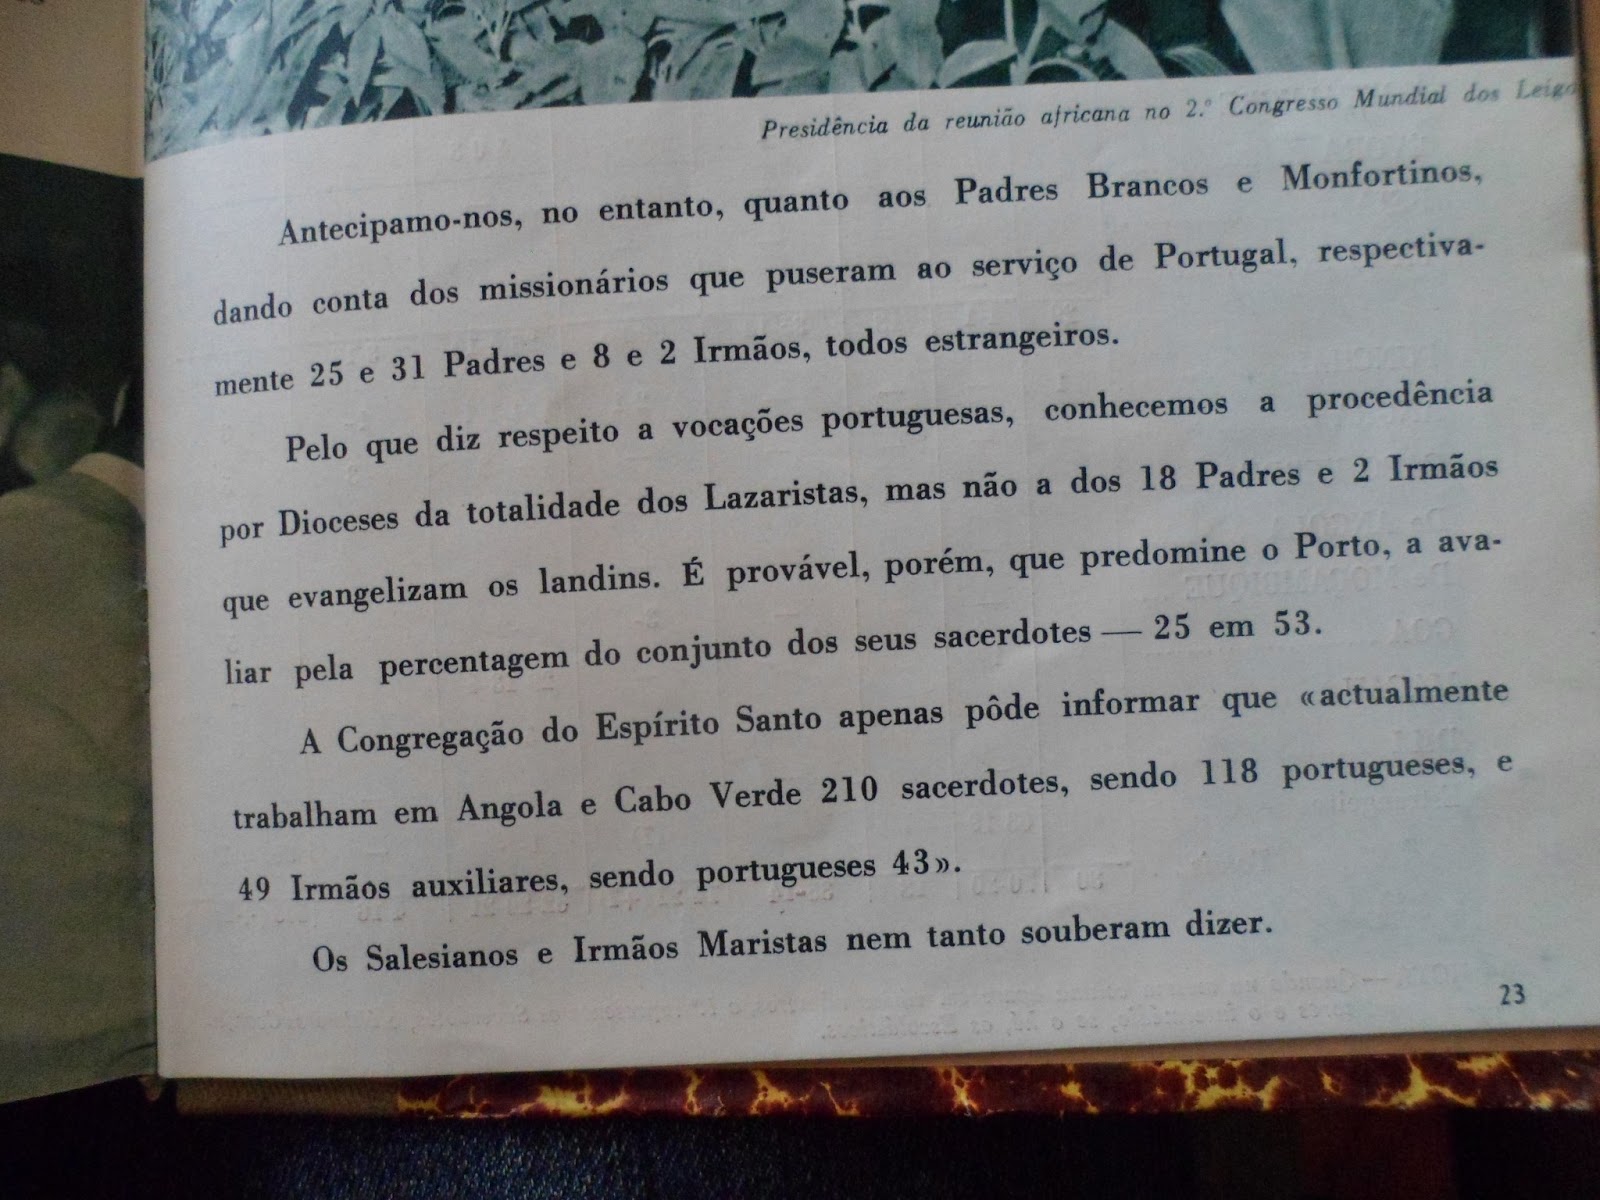 Presidência da reunião africana no 2.º Congresso Mundial dos
Antecipamo-nos, no entanto, quanto aos Padres Brancos e Monfortinos,
dando conta dos missionários que puseram ao serviço de Portugal, respectiva-
mente 25 e 31 Padres e 8 e 2 Irmãos, todos estrangeiros.
Pelo que diz respeito a vocações portuguesas, conhecemos a procedência
por Dioceses da totalidade dos Lazaristas, mas não a dos 18 Padres e 2 Irmãos
que evangelizam os landins. É provável, porém, que predomine o Porto, a ava-
liar pela percentagem do conjunto dos seus sacerdotes — 25 em 53.
A Congregação do Espírito Santo apenas pôde informar que «actualmente
trabalham em Angola e Cabo Verde 210 sacerdotes, sendo 118 portugueses, e
49 Irmãos auxiliares, sendo portugueses 43».
Os Salesianos e Irmãos Maristas nem tanto souberam dizer.
23